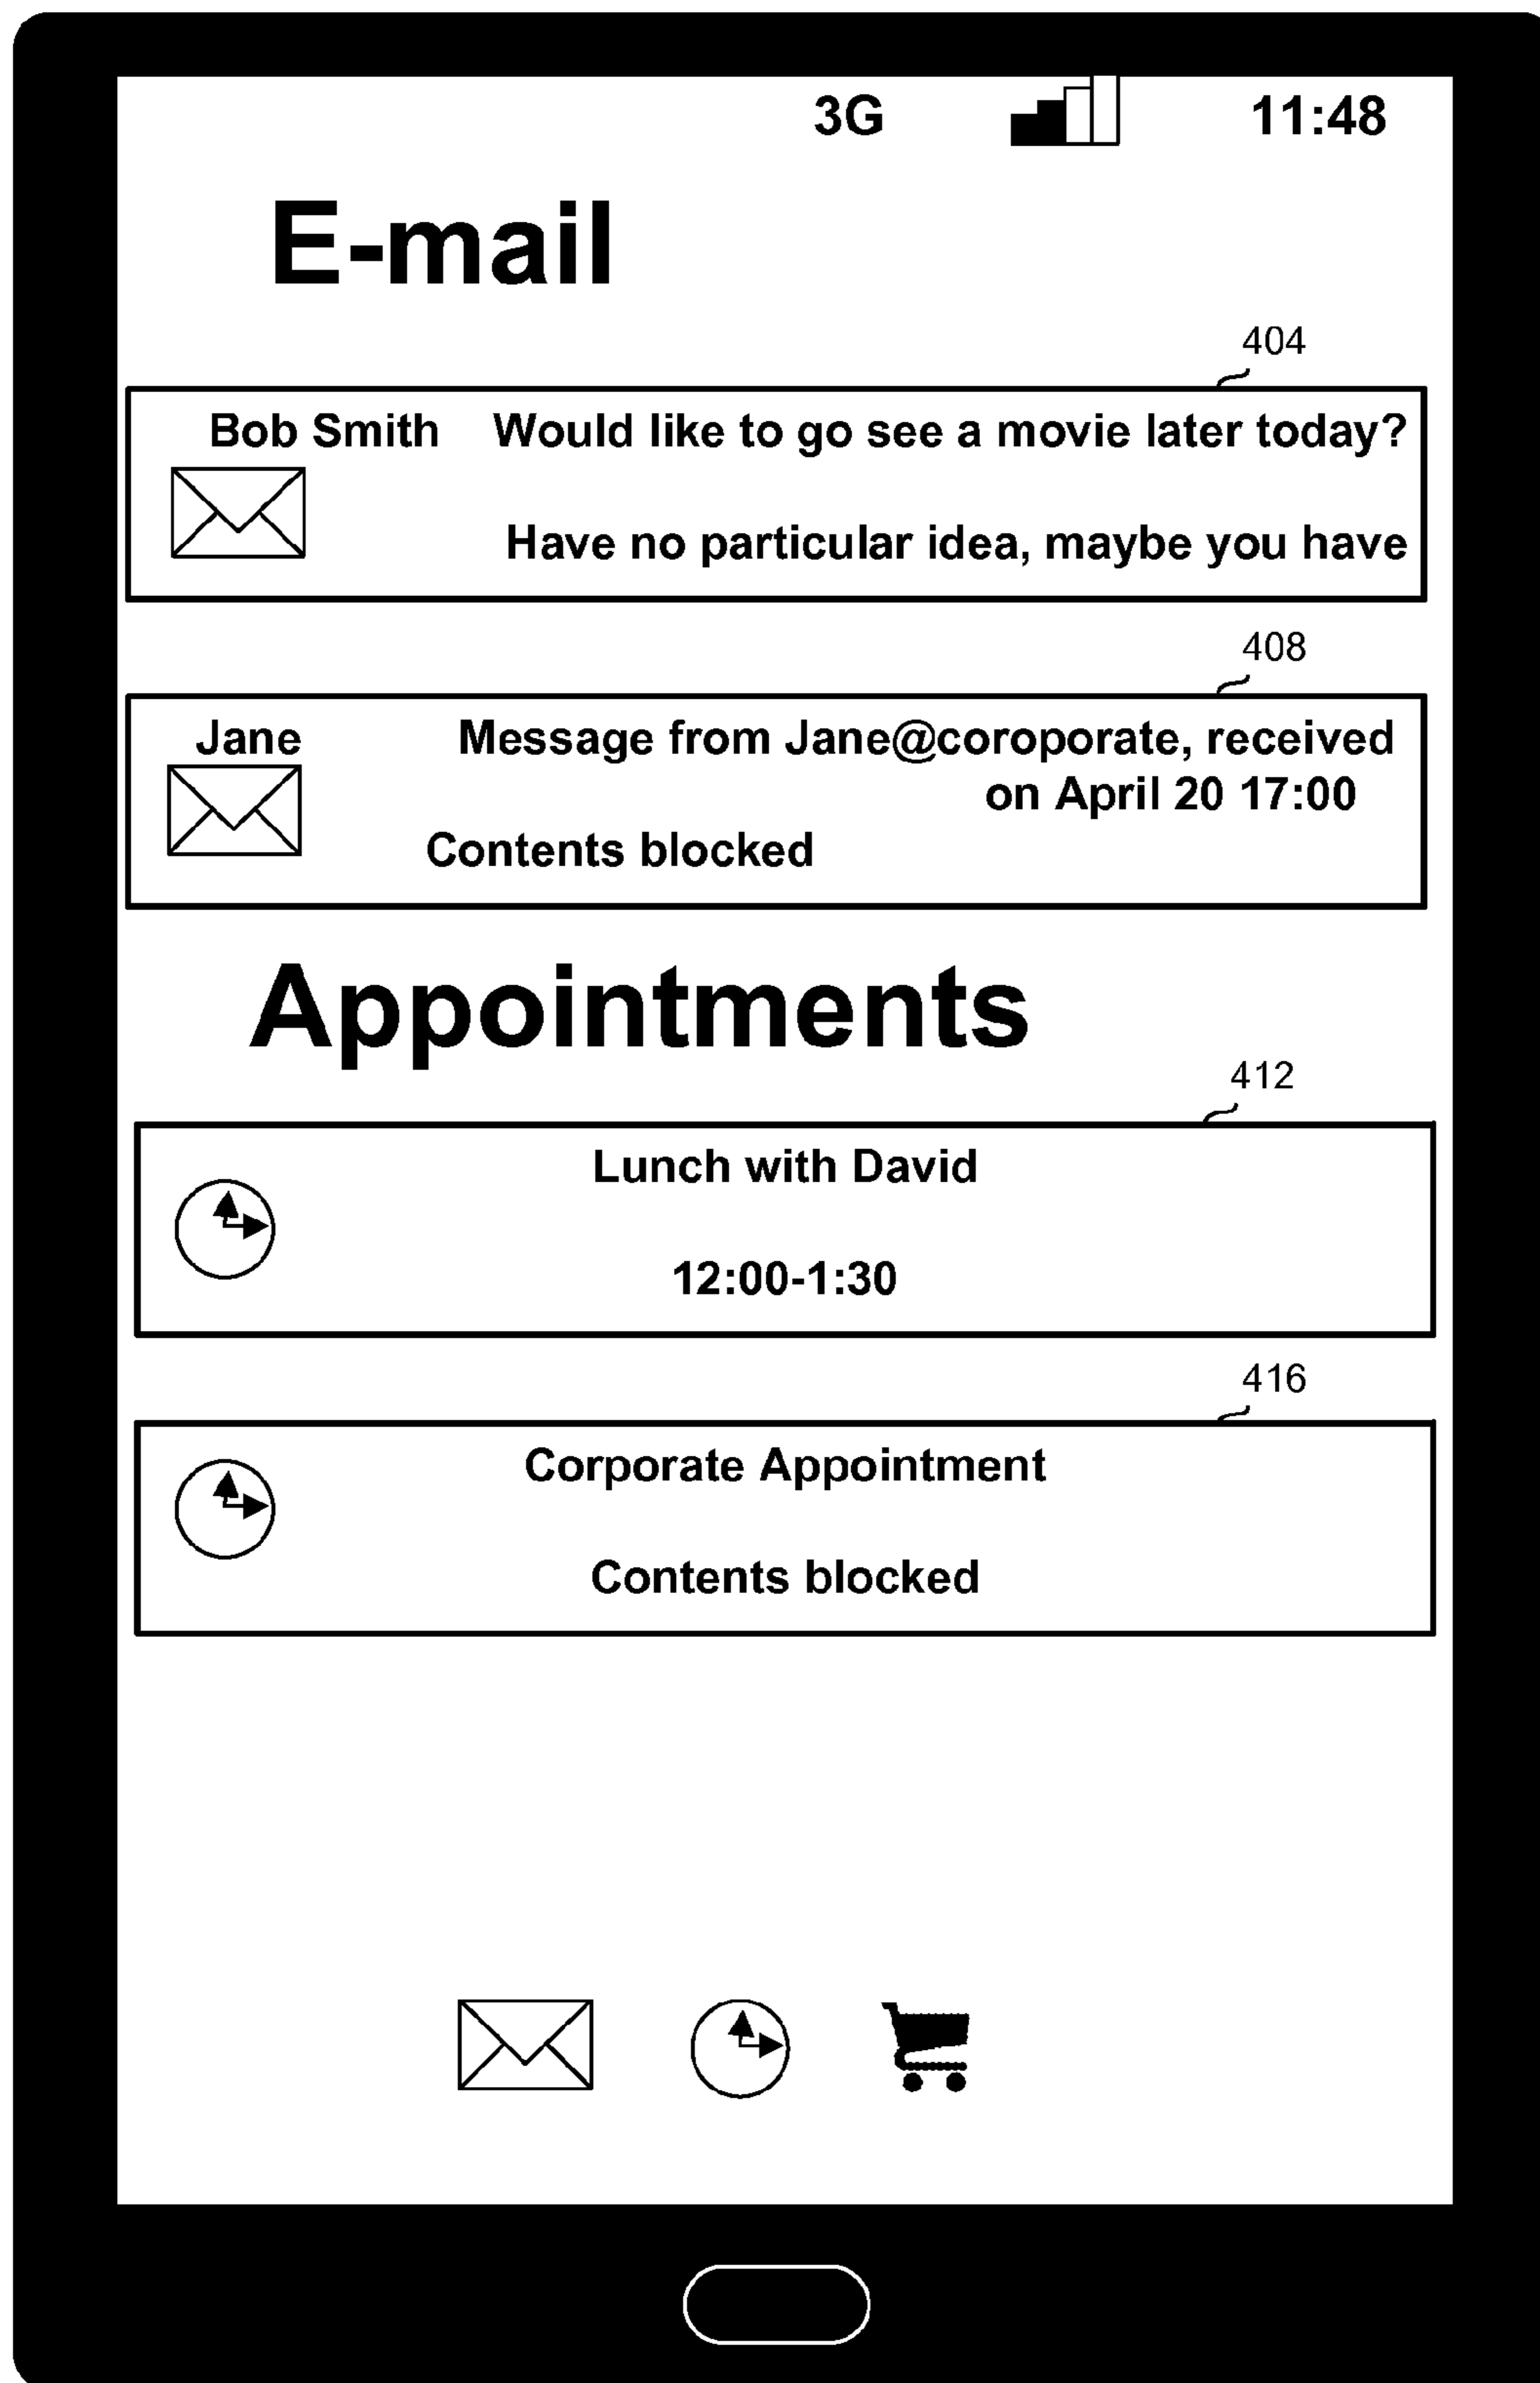 3G 11:48
E-mail
404
Bob Smith Would like to go see a movie later today?
Have no particular idea, maybe you have
408
Jane Message from Jane@coroporate, received
on April 20 17:00
Contents blocked
Appointments
412
Lunch with David
12:00-1:30
416
Corporate Appointment
Contents blocked